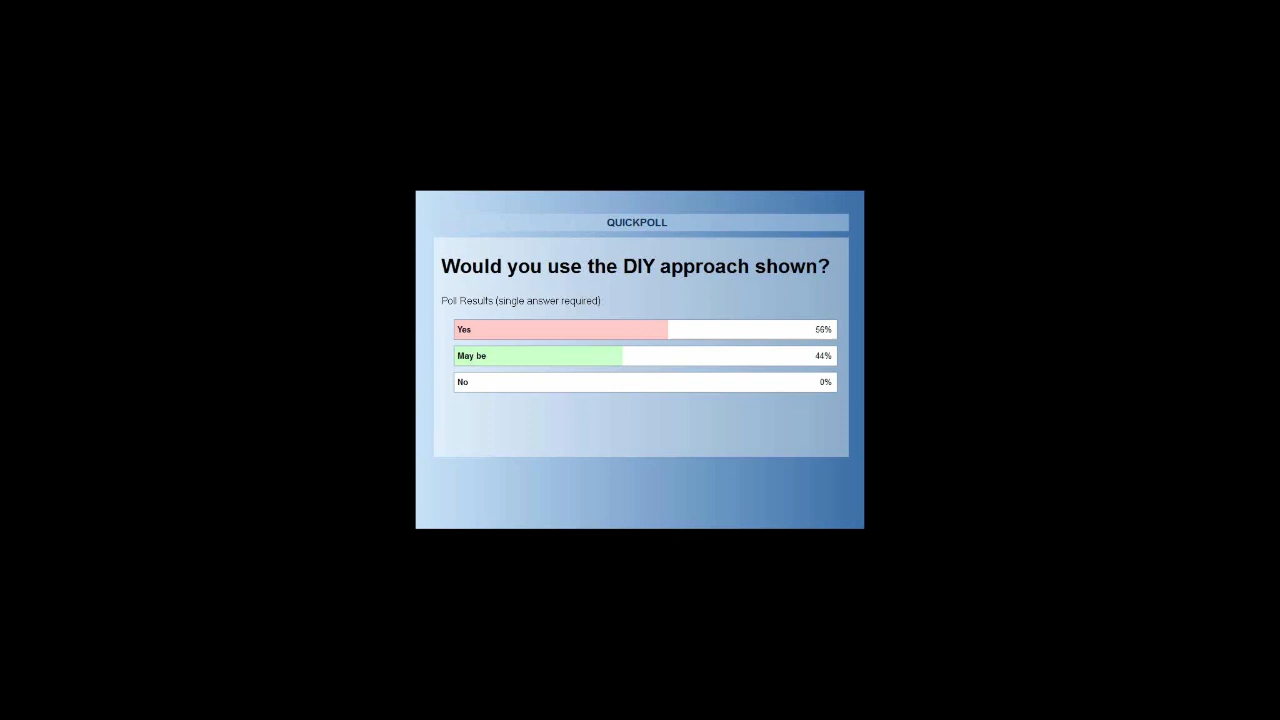 QUICKPOLL
Would you use the DIY approach shown?
Poll Results (single answer required)
Yes 56%
May be 44%
No 0%